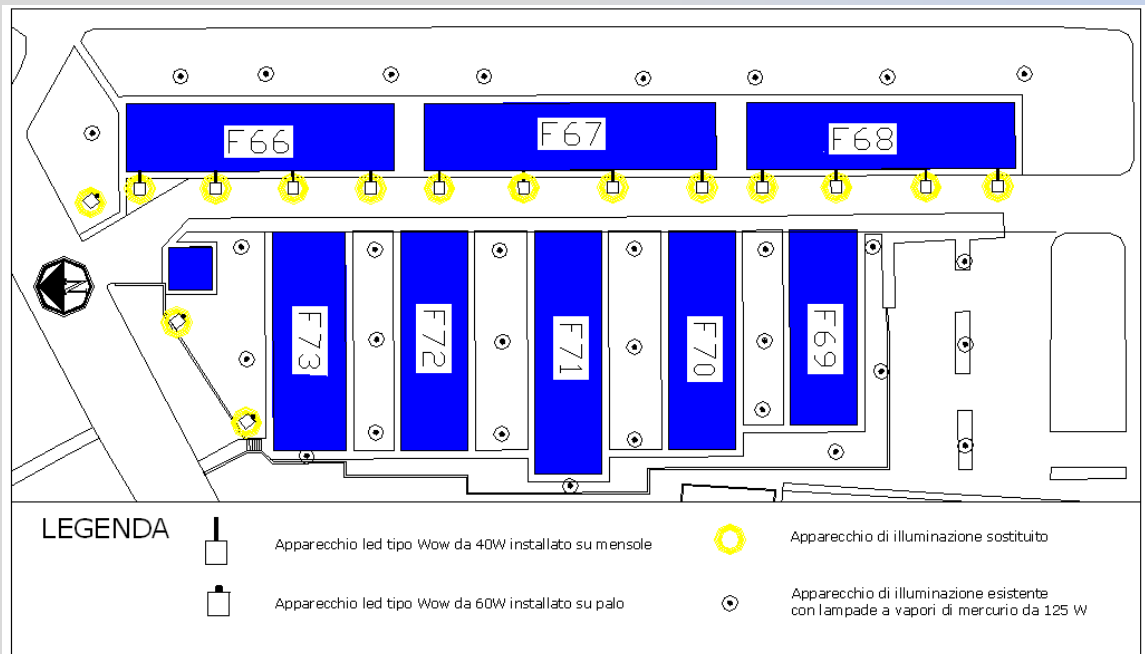 F66
F67
F68
F73
F72
F71
F70
F69
N
LEGENDA
Apparecchio led tipo Wow da 40W installato su mensole
Apparecchio di illuminazione sostituito
Apparecchio led tipo Wow da 60W installato su palo
Apparecchio di illuminazione esistente
con lampade a vapori di mercurio da 125 W